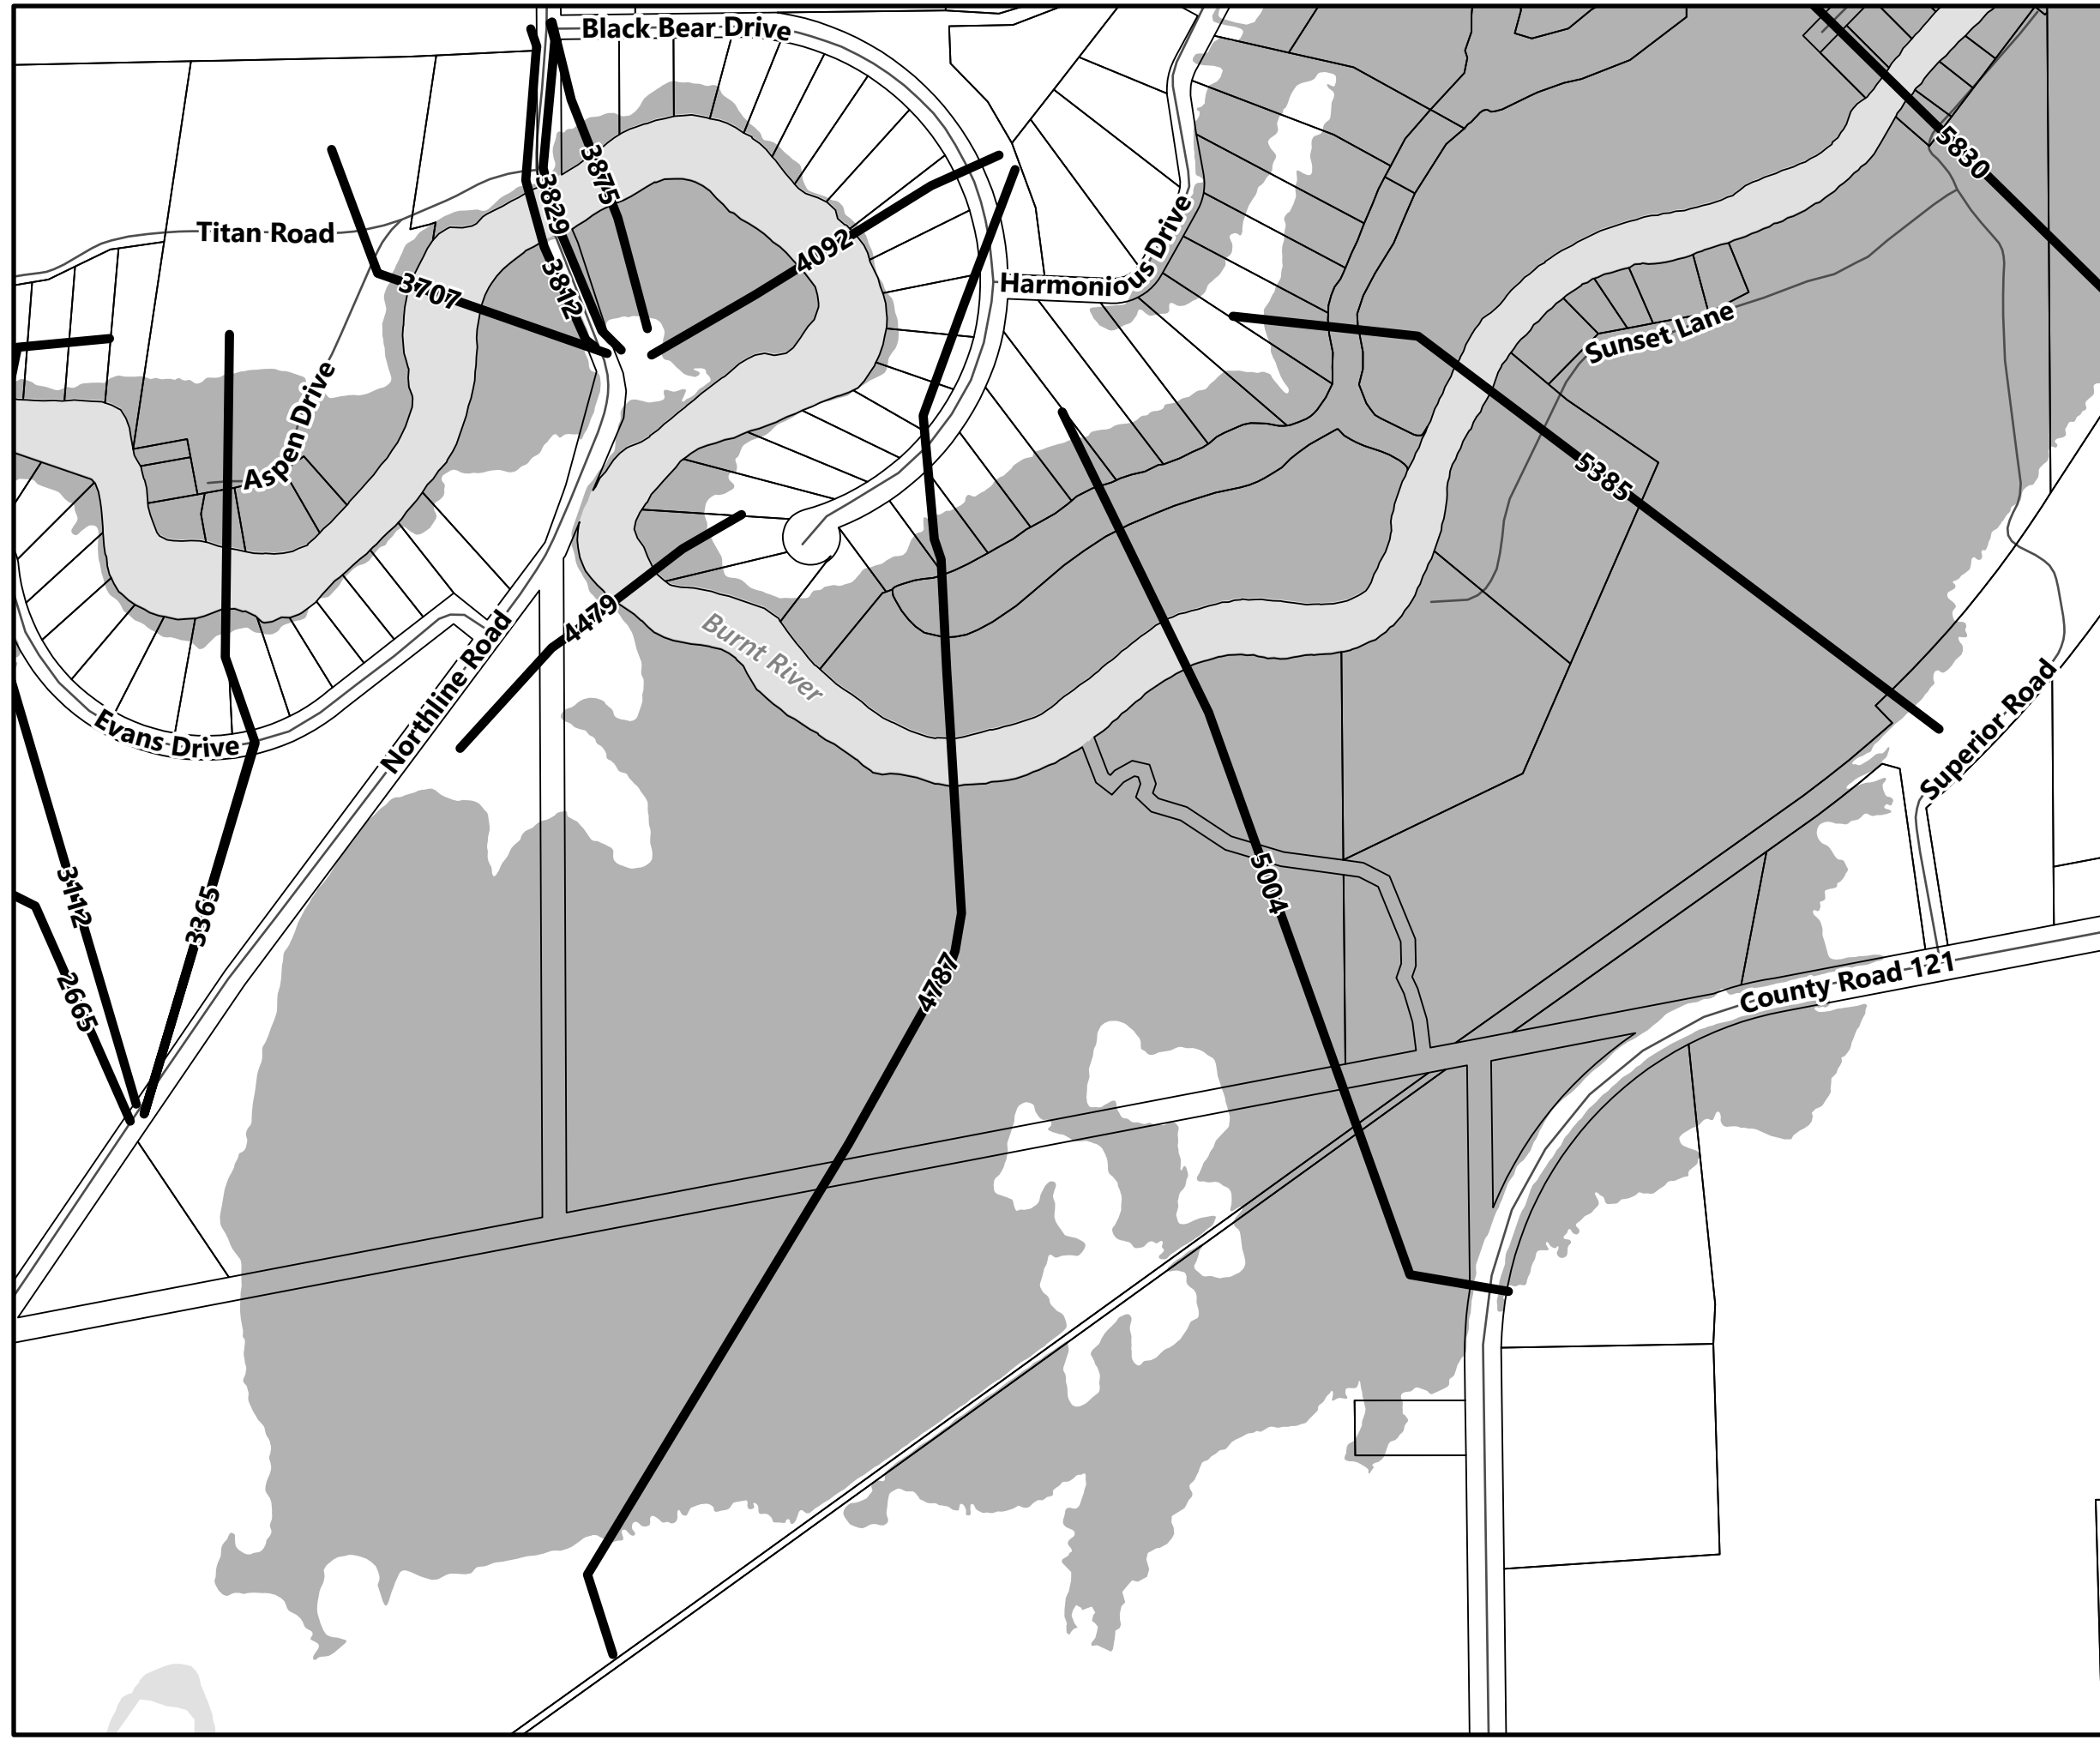 Black Bear Drive
5830
3875
3829
Titan Road
4092
Harmonious Drive
3812
3707
Sunset Lane
Aspen Drive
5385
4479
Burnt River
Northline Road
Evans Drive
Superior Road
3112
3365
5004
2665
4787
County Road 121